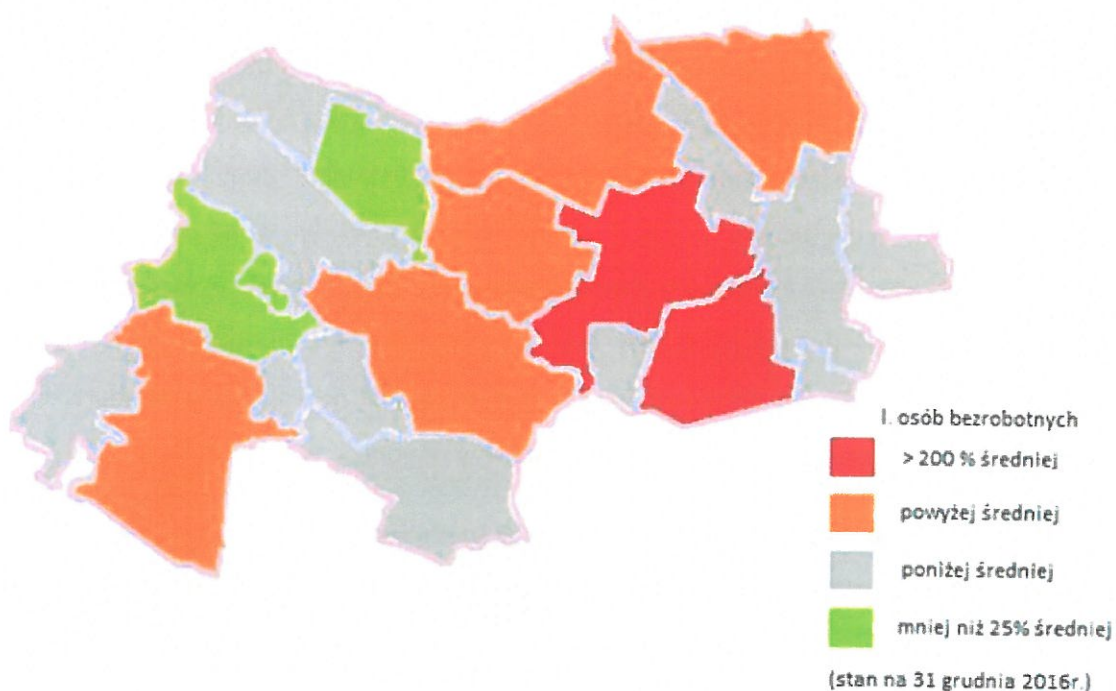 l. osób bezrobotnych
> 200 % średniej
powyżej średniej
poniżej średniej
mniej niż 25% średniej
(stan na 31 grudnia 2016r.)